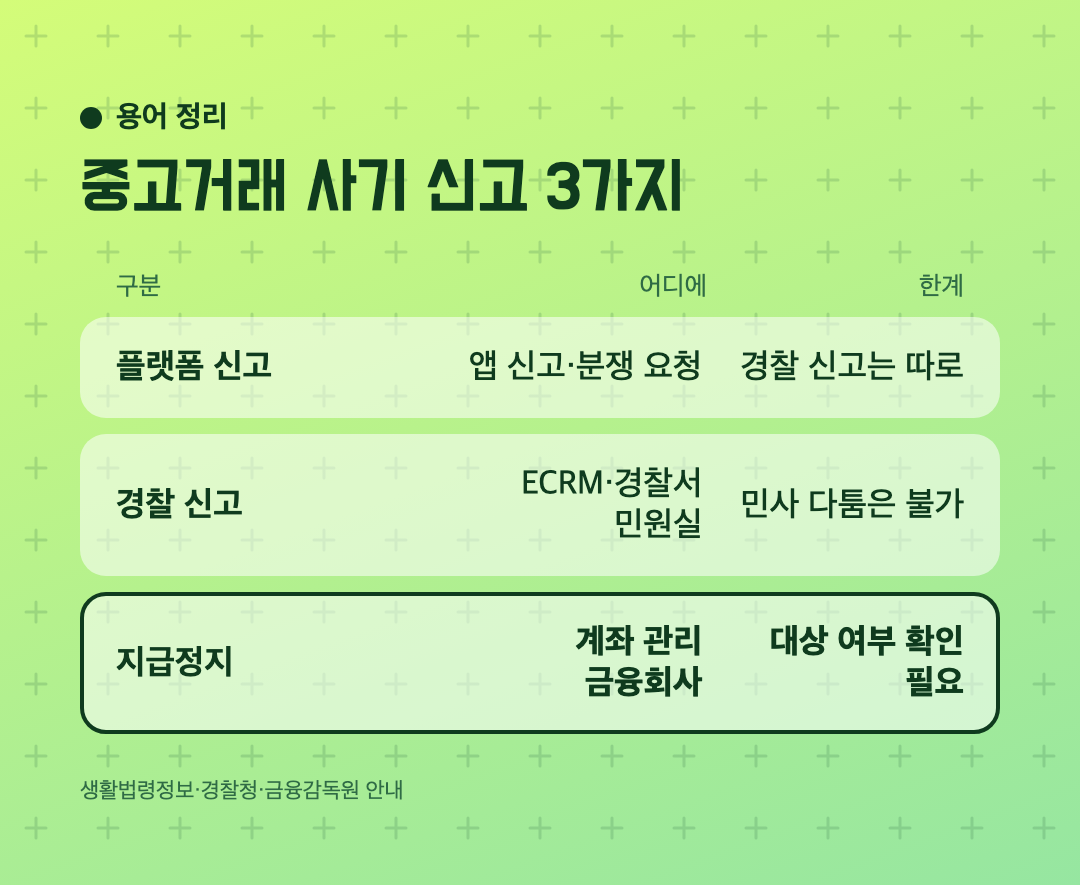 용어 정리
중고거래 사기 신고 3가지
구분 어디에 한계
플랫폼 신고 앱 신고·분쟁 요청 경찰 신고는 따로
경찰 신고 ECRM·경찰서 민원실 민사 다툼은 불가
지급정지 계좌 관리 금융회사 대상 여부 확인 필요
생활법령정보·경찰청·금융감독원 안내